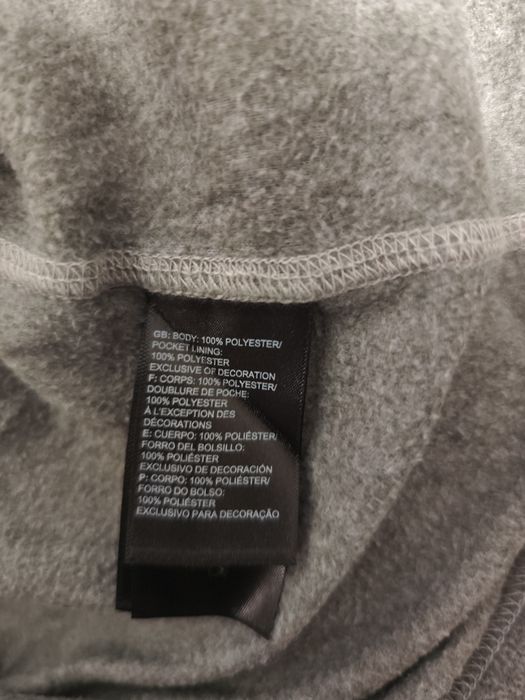 GB: BODY: 100% POLYESTER/
POCKET LINING:
100% POLYESTER
EXCLUSIVE OF DECORATION
F: CORPS: 100% POLYESTER/
DOUBLURE DE POCHE:
100% POLYESTER
À L'EXCEPTION DES
DÉCORATIONS
E: CUERPO: 100% POLIÉSTER/
FORRO DEL BOLSILLO:
100% POLIÉSTER
EXCLUSIVO DE DECORACIÓN
P: CORPO: 100% POLIÉSTER/
FORRO DO BOLSO:
100% POLIÉSTER
EXCLUSIVO PARA DECORAÇÃO